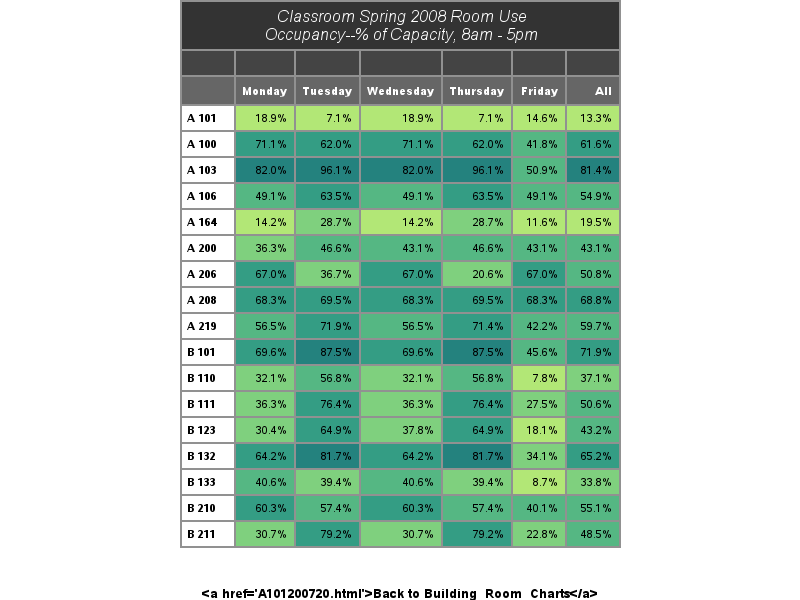 Classroom Spring 2008 Room Use
Occupancy--% of Capacity, 8am - 5pm
Monday Tuesday Wednesday Thursday Friday All
A 101 18.9% 7.1% 18.9% 7.1% 14.6% 13.3%
A 100 71.1% 62.0% 71.1% 62.0% 41.8% 61.6%
A 103 82.0% 96.1% 82.0% 96.1% 50.9% 81.4%
A 106 49.1% 63.5% 49.1% 63.5% 49.1% 54.9%
A 164 14.2% 28.7% 14.2% 28.7% 11.6% 19.5%
A 200 36.3% 46.6% 43.1% 46.6% 43.1% 43.1%
A 206 67.0% 36.7% 67.0% 20.6% 67.0% 50.8%
A 208 68.3% 69.5% 68.3% 69.5% 68.3% 68.8%
A 219 56.5% 71.9% 56.5% 71.4% 42.2% 59.7%
B 101 69.6% 87.5% 69.6% 87.5% 45.6% 71.9%
B 110 32.1% 56.8% 32.1% 56.8% 7.8% 37.1%
B 111 36.3% 76.4% 36.3% 76.4% 27.5% 50.6%
B 123 30.4% 64.9% 37.8% 64.9% 18.1% 43.2%
B 132 64.2% 81.7% 64.2% 81.7% 34.1% 65.2%
B 133 40.6% 39.4% 40.6% 39.4% 8.7% 33.8%
B 210 60.3% 57.4% 60.3% 57.4% 40.1% 55.1%
B 211 30.7% 79.2% 30.7% 79.2% 22.8% 48.5%
<a href='A101200720.html'>Back to Building_Room_Charts</a>